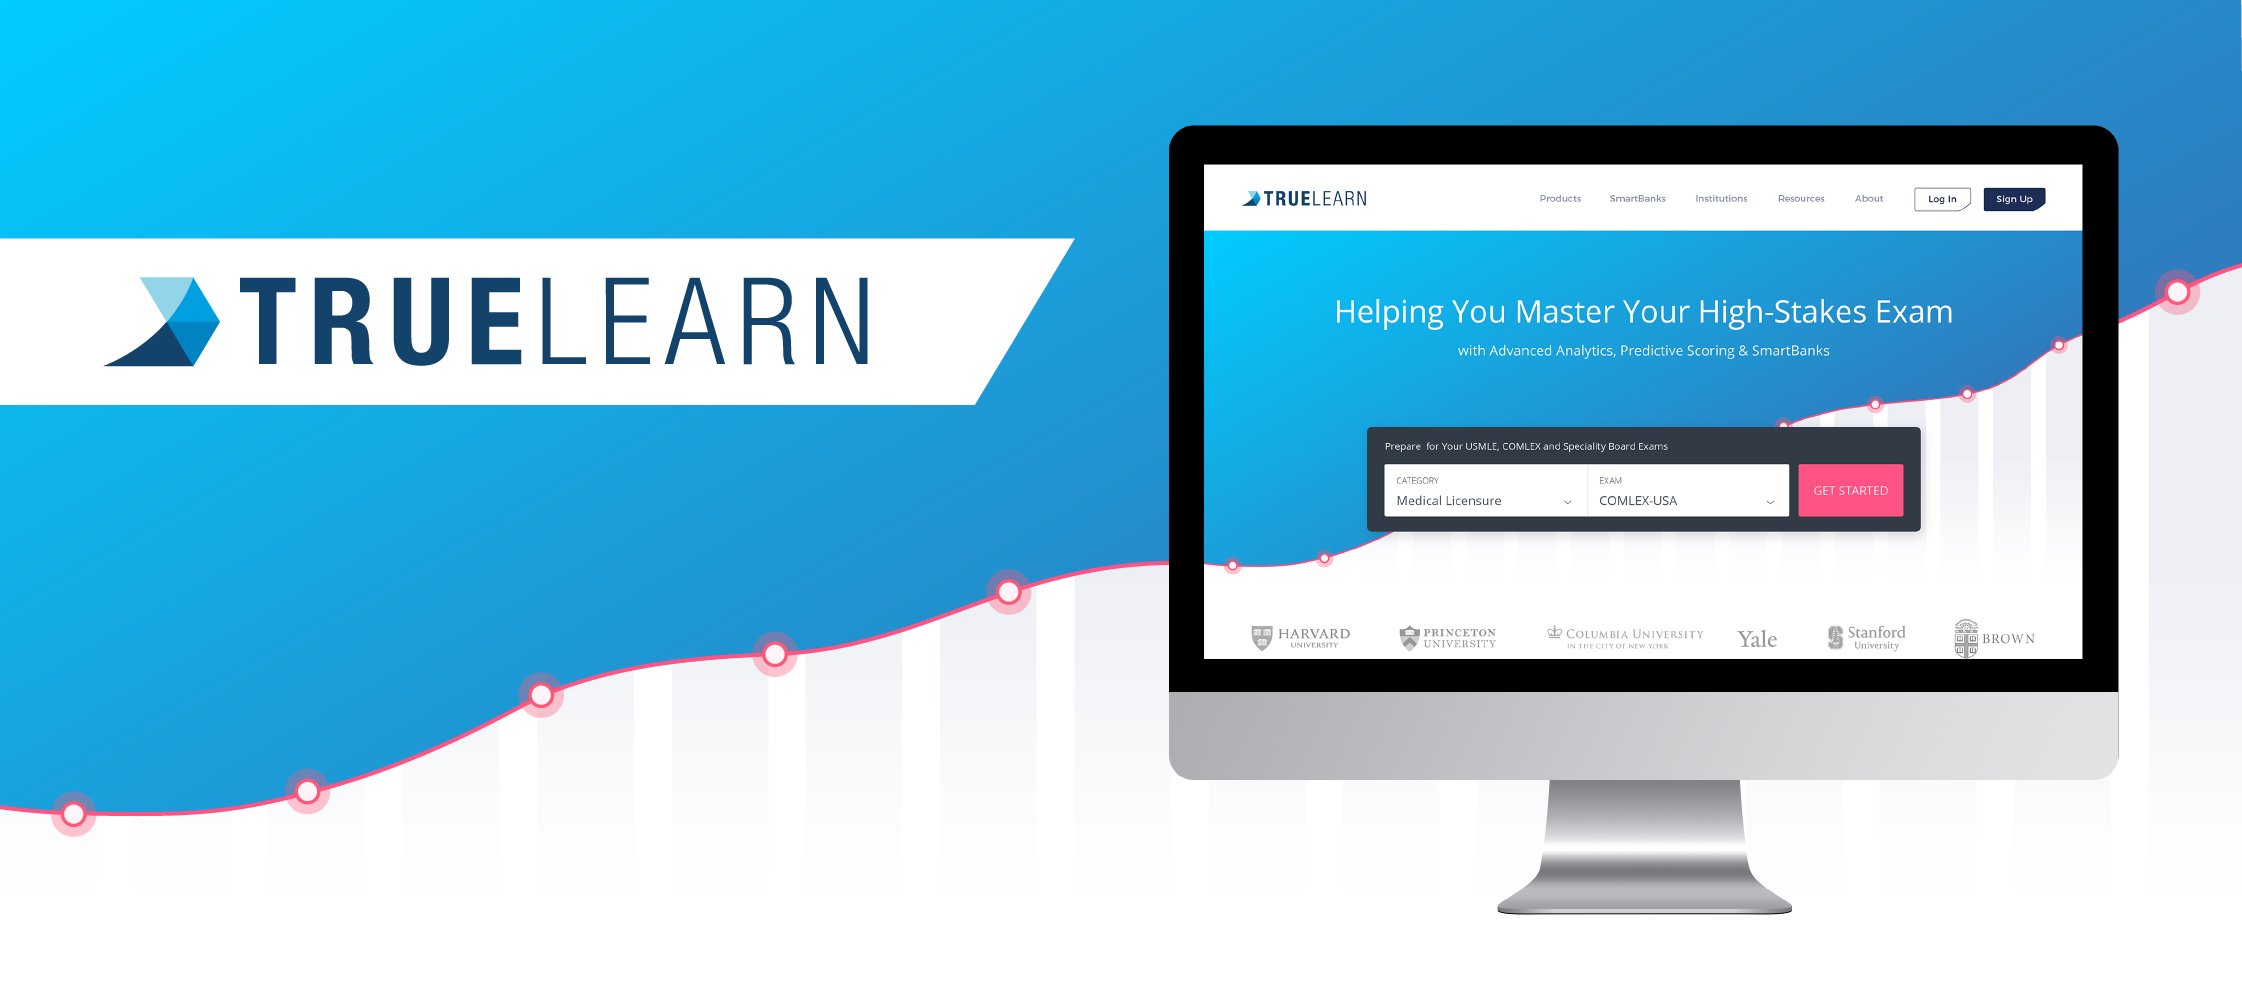 TRUELEARN
TRUELEARN
Products SmartBanks Institutions Resources About Log In Sign Up
Helping You Master Your High-Stakes Exam
with Advanced Analytics, Predictive Scoring & SmartBanks
Prepare for Your USMLE, COMLEX and Speciality Board Exams
CATEGORY EXAM
Medical Licensure COMLEX-USA
GET STARTED
HARVARD
UNIVERSITY
PRINCETON
UNIVERSITY
COLUMBIA UNIVERSITY
IN THE CITY OF NEW YORK
Yale
Stanford
University
BROWN